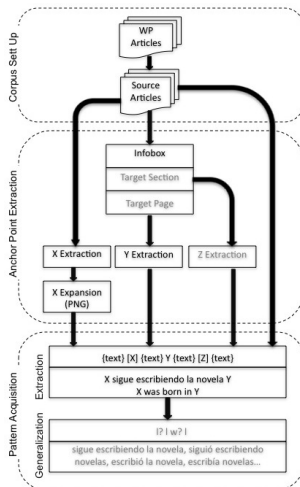 Corpus Sett Up
WP
Articles
Source
Articles
Anchor Point Extraction
Infobox
Target Section
Target Page
X Extraction
Y Extraction
Z Extraction
X Expansion
(PNG)
Pattern Acquisition
Extraction
{text} [X] {text} Y {text} [Z] {text}
X sigue escribiendo la novela Y
X was born in Y
Generalization
l? l w? l
sigue escribiendo la novela, siguió escribiendo
novelas, escribió la novela, escribía novelas...